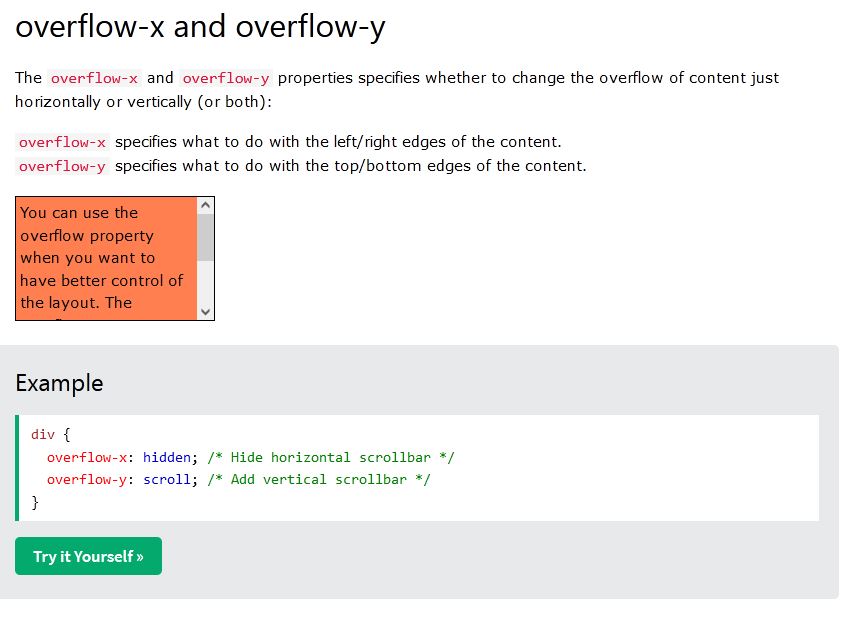 overflow-x and overflow-y
The overflow-x and overflow-y properties specifies whether to change the overflow of content just
horizontally or vertically (or both):
overflow-x specifies what to do with the left/right edges of the content.
overflow-y specifies what to do with the top/bottom edges of the content.
You can use the
overflow property
when you want to
have better control of
the layout. The
Example
div {
  overflow-x: hidden; /* Hide horizontal scrollbar */
  overflow-y: scroll; /* Add vertical scrollbar */
}
Try it Yourself »